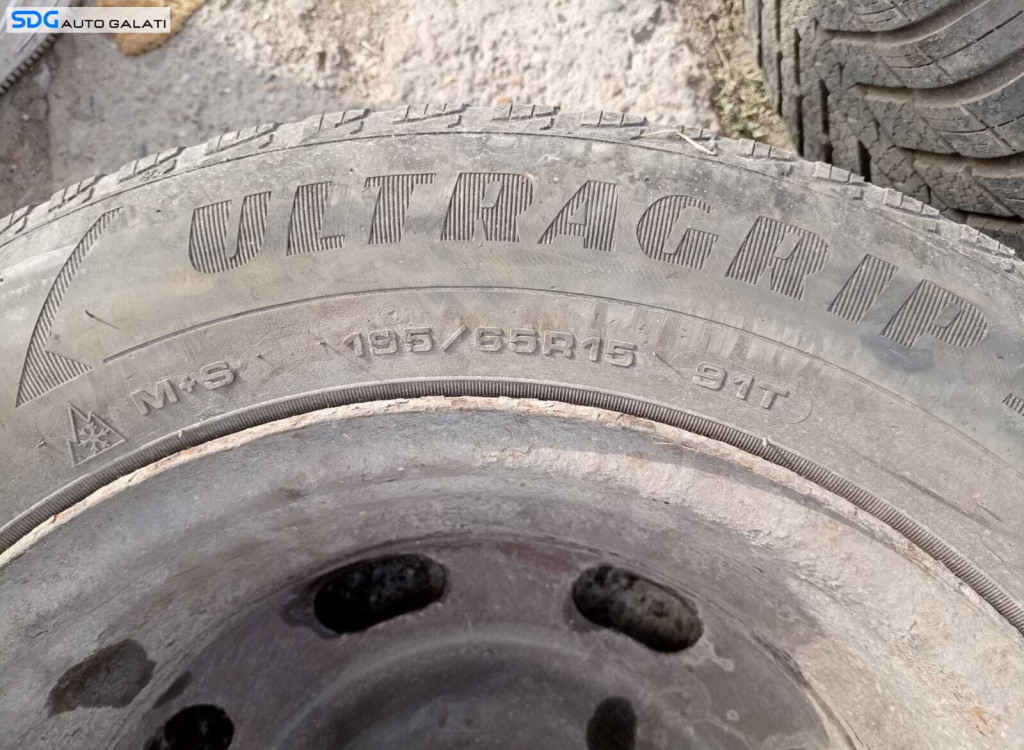 SDG AUTO GALATI
ULTRAGRIP
M+S 195/65R15 91T